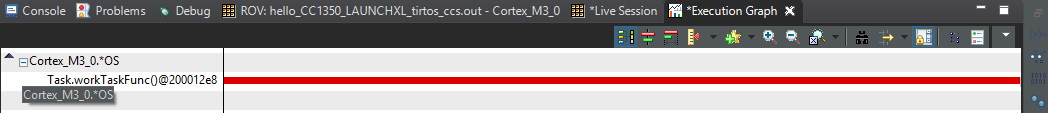 Console Problems Debug ROV: hello_CC1350_LAUNCHXL_tirtos_ccs.out - Cortex_M3_0 *Live Session *Execution Graph
Cortex_M3_0.*OS
Task.workTaskFunc()@200012e8
Cortex_M3_0.*OS